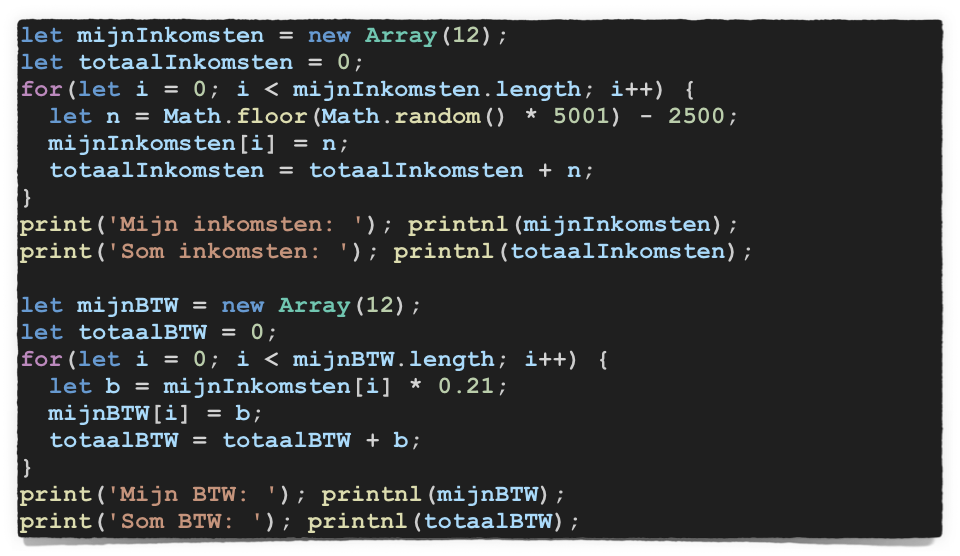 let mijnInkomsten = new Array(12);
let totaalInkomsten = 0;
for(let i = 0; i < mijnInkomsten.length; i++) {
  let n = Math.floor(Math.random() * 5001) - 2500;
  mijnInkomsten[i] = n;
  totaalInkomsten = totaalInkomsten + n;
}
print('Mijn inkomsten: '); printnl(mijnInkomsten);
print('Som inkomsten: '); printnl(totaalInkomsten);

let mijnBTW = new Array(12);
let totaalBTW = 0;
for(let i = 0; i < mijnBTW.length; i++) {
  let b = mijnInkomsten[i] * 0.21;
  mijnBTW[i] = b;
  totaalBTW = totaalBTW + b;
}
print('Mijn BTW: '); printnl(mijnBTW);
print('Som BTW: '); printnl(totaalBTW);